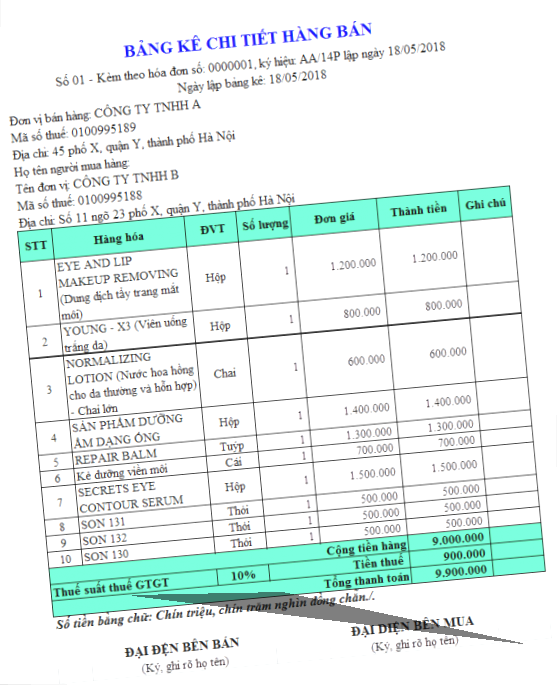 BẢNG KÊ CHI TIẾT HÀNG BÁN
Số 01 - Kèm theo hóa đơn số: 0000001, ký hiệu: AA/14P lập ngày 18/05/2018
Ngày lập bảng kê: 18/05/2018
Đơn vị bán hàng: CÔNG TY TNHH A
Mã số thuế: 0100995189
Địa chỉ: 45 phố X, quận Y, thành phố Hà Nội
Họ tên người mua hàng:
Tên đơn vị: CÔNG TY TNHH B
Mã số thuế: 0100995188
Địa chỉ: Số 11 ngõ 23 phố X, quận Y, thành phố Hà Nội
STT Hàng hóa ĐVT Số lượng Đơn giá Thành tiền Ghi chú
1 EYE AND LIP
MAKEUP REMOVING
(Dung dịch tẩy trang mắt
môi) Hộp 1 1.200.000 1.200.000
2 YOUNG - X3 (Viên uống
trắng da) Hộp 1 800.000 800.000
3 NORMALIZING
LOTION (Nước hoa hồng
cho da thường và hỗn hợp)
- Chai lớn Chai 1 600.000 600.000
4 SẢN PHẨM DƯỠNG
ẨM DẠNG ỐNG Hộp 1 1.400.000 1.400.000
5 REPAIR BALM Tuýp 1 1.300.000 1.300.000
6 Kẻ dưỡng viền môi Cái 1 700.000 700.000
7 SECRETS EYE
CONTOUR SERUM Hộp 1 1.500.000 1.500.000
8 SON 131 Thỏi 1 500.000 500.000
9 SON 132 Thỏi 1 500.000 500.000
10 SON 130 Thỏi 1 500.000 500.000
Cộng tiền hàng 9.000.000
Thuế suất thuế GTGT 10% Tiền thuế 900.000
Tổng thanh toán 9.900.000
Số tiền bằng chữ: Chín triệu, chín trăm nghìn đồng chẵn./.
ĐẠI DIỆN BÊN BÁN ĐẠI DIỆN BÊN MUA
(Ký, ghi rõ họ tên) (Ký, ghi rõ họ tên)